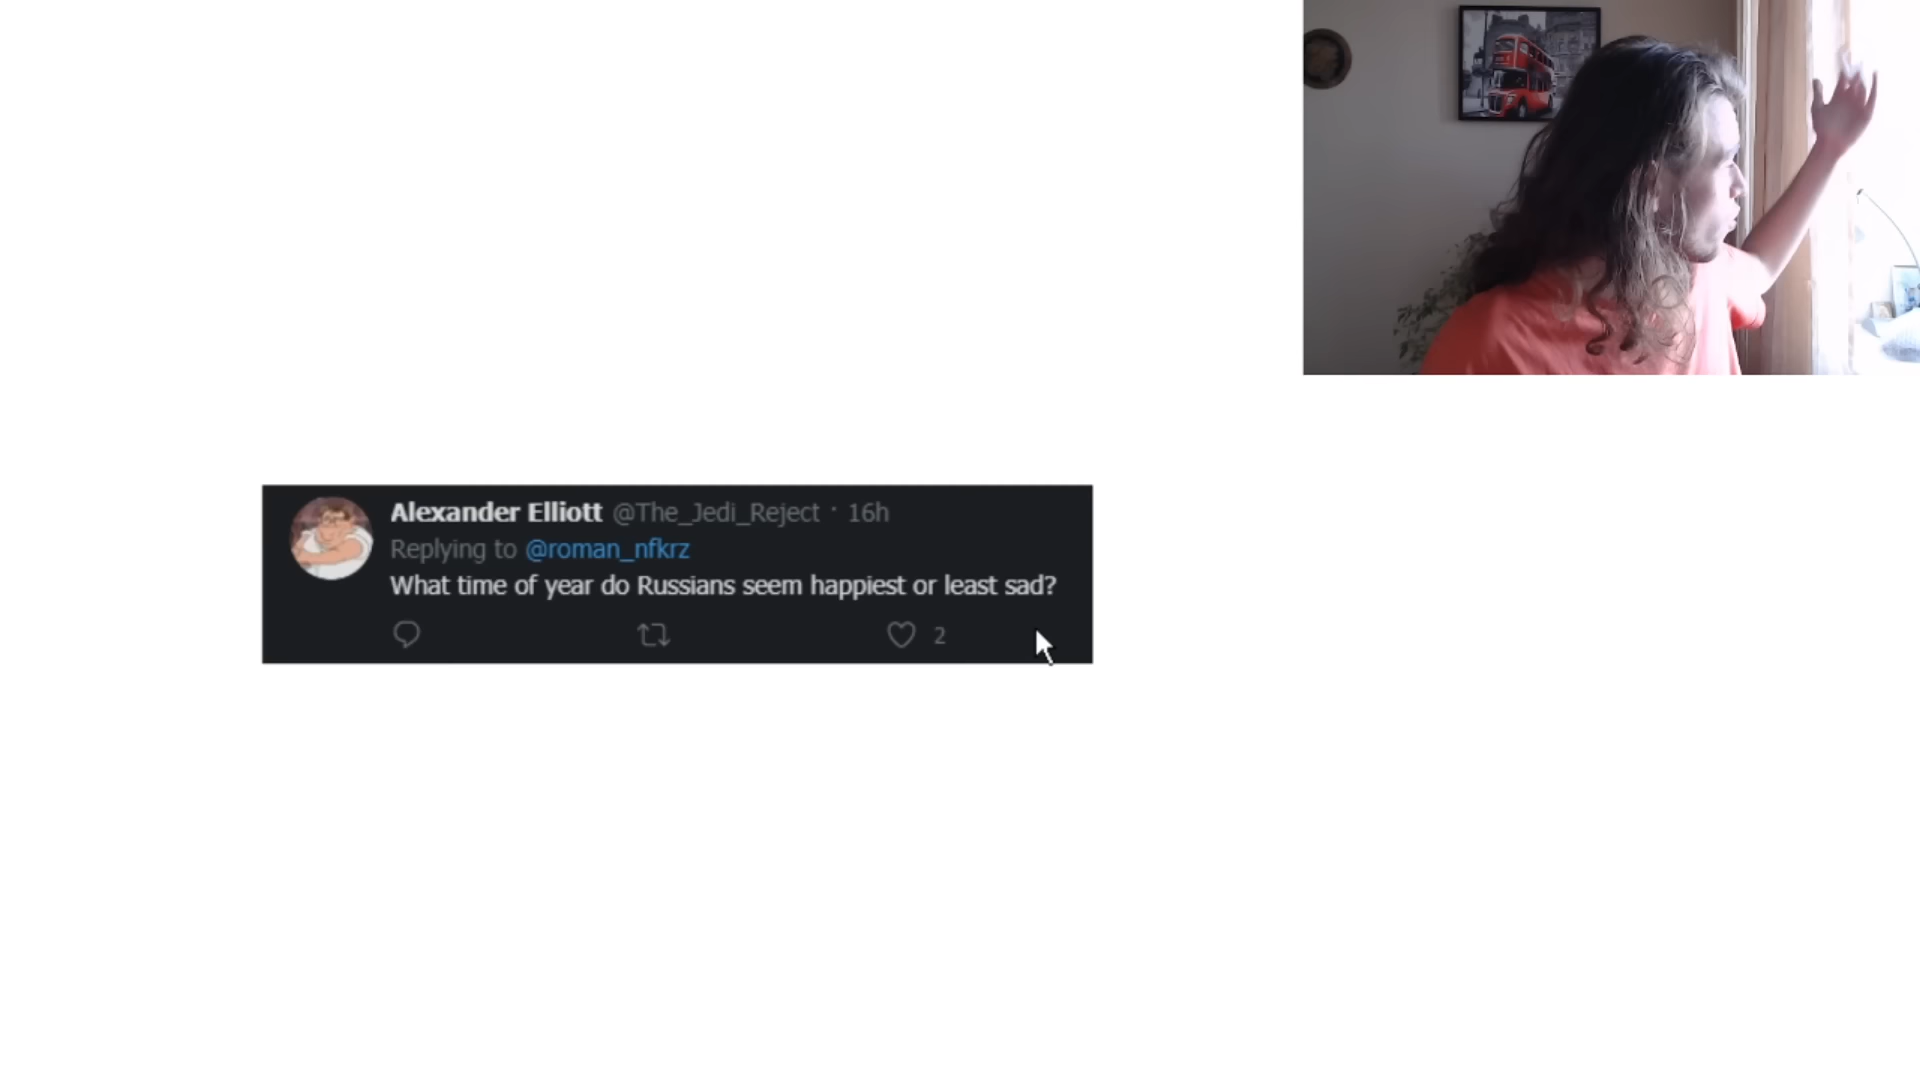 Alexander Elliott @The_Jedi_Reject · 16h
Replying to @roman_nfkrz
What time of year do Russians seem happiest or least sad?
2